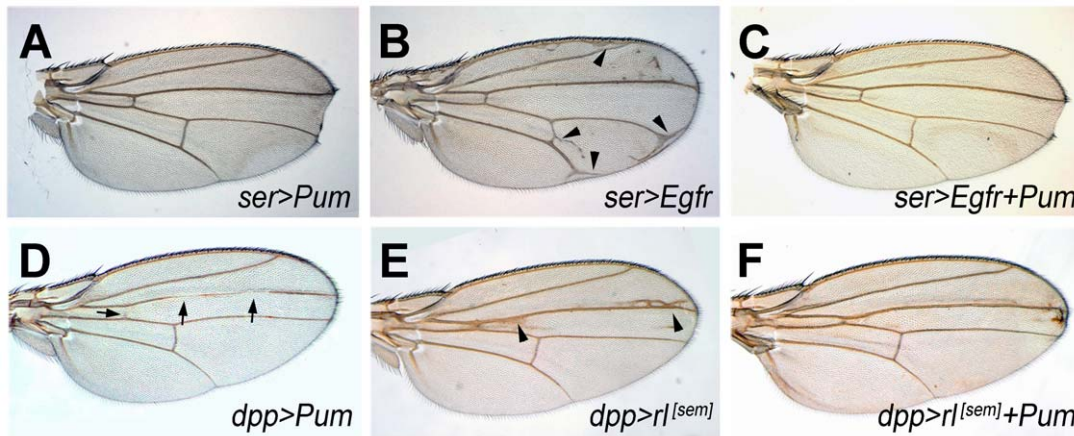 A
ser>Pum
B
ser>Egfr
C
ser>Egfr+Pum
D
dpp>Pum
E
dpp>rl[sem]
F
dpp>rl[sem]+Pum